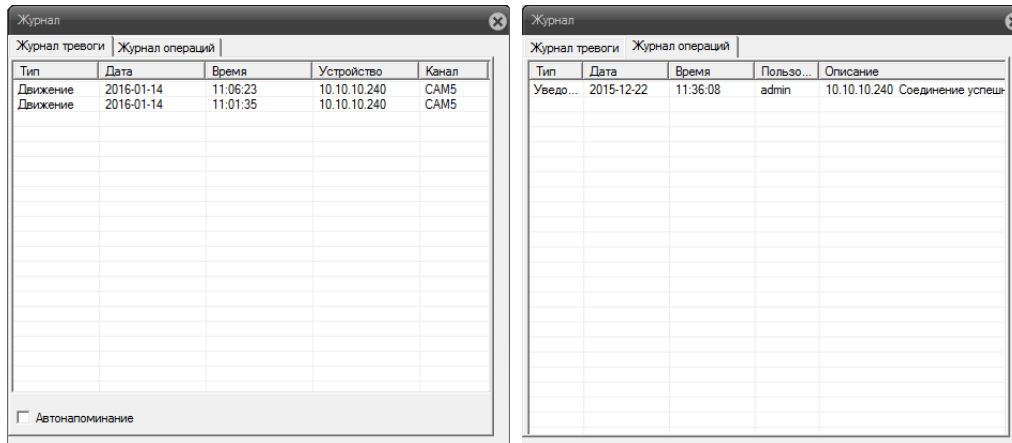 Журнал
Журнал тревоги Журнал операций
Тип Дата Время Устройство Канал
Движение 2016-01-14 11:06:23 10.10.10.240 CAM5
Движение 2016-01-14 11:01:35 10.10.10.240 CAM5
Автонапоминание
Журнал
Журнал тревоги Журнал операций
Тип Дата Время Пользо... Описание
Уведо... 2015-12-22 11:36:08 admin 10.10.10.240 Соединение успешн